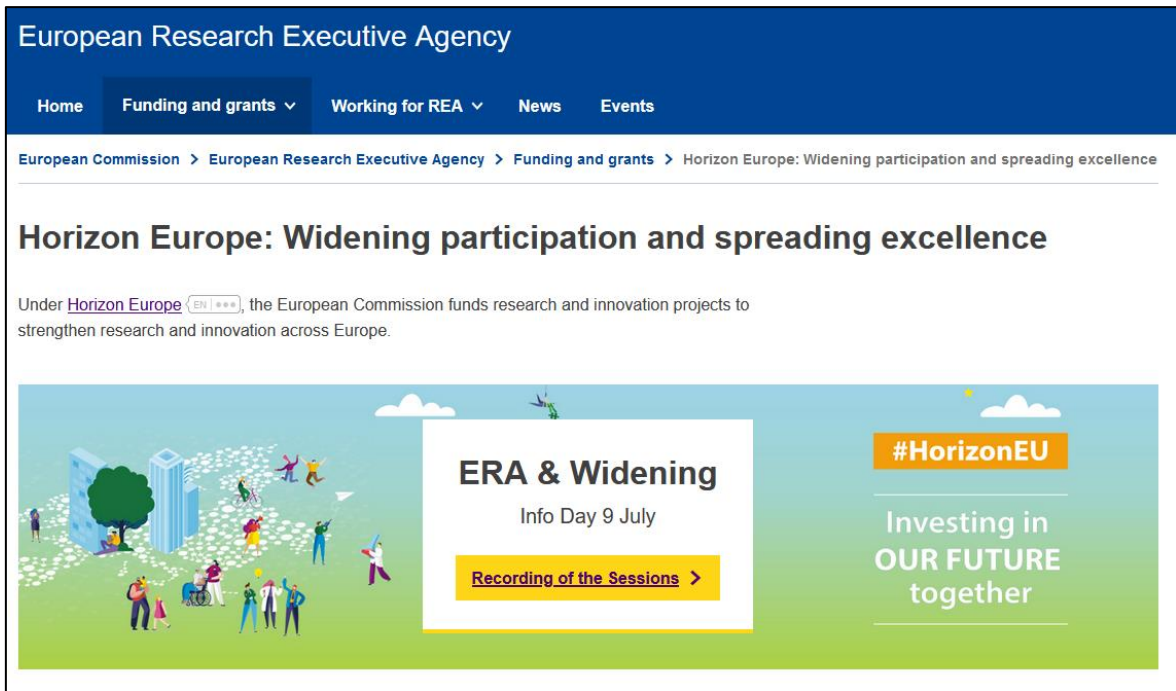 European Research Executive Agency
Home Funding and grants Working for REA News Events
European Commission > European Research Executive Agency > Funding and grants > Horizon Europe: Widening participation and spreading excellence
Horizon Europe: Widening participation and spreading excellence
Under Horizon Europe EN ●●●, the European Commission funds research and innovation projects to
strengthen research and innovation across Europe.
ERA & Widening
Info Day 9 July
Recording of the Sessions >
#HorizonEU
Investing in
OUR FUTURE
together